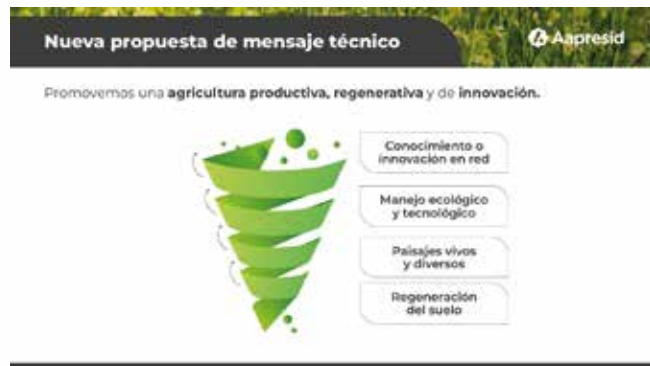 Nueva propuesta de mensaje técnico
Aapresid
Promovemos una agricultura productiva, regenerativa y de innovación.
Conocimiento o
innovación en red
Manejo ecológico
y tecnológico
Paisajes vivos
y diversos
Regeneración
del suelo